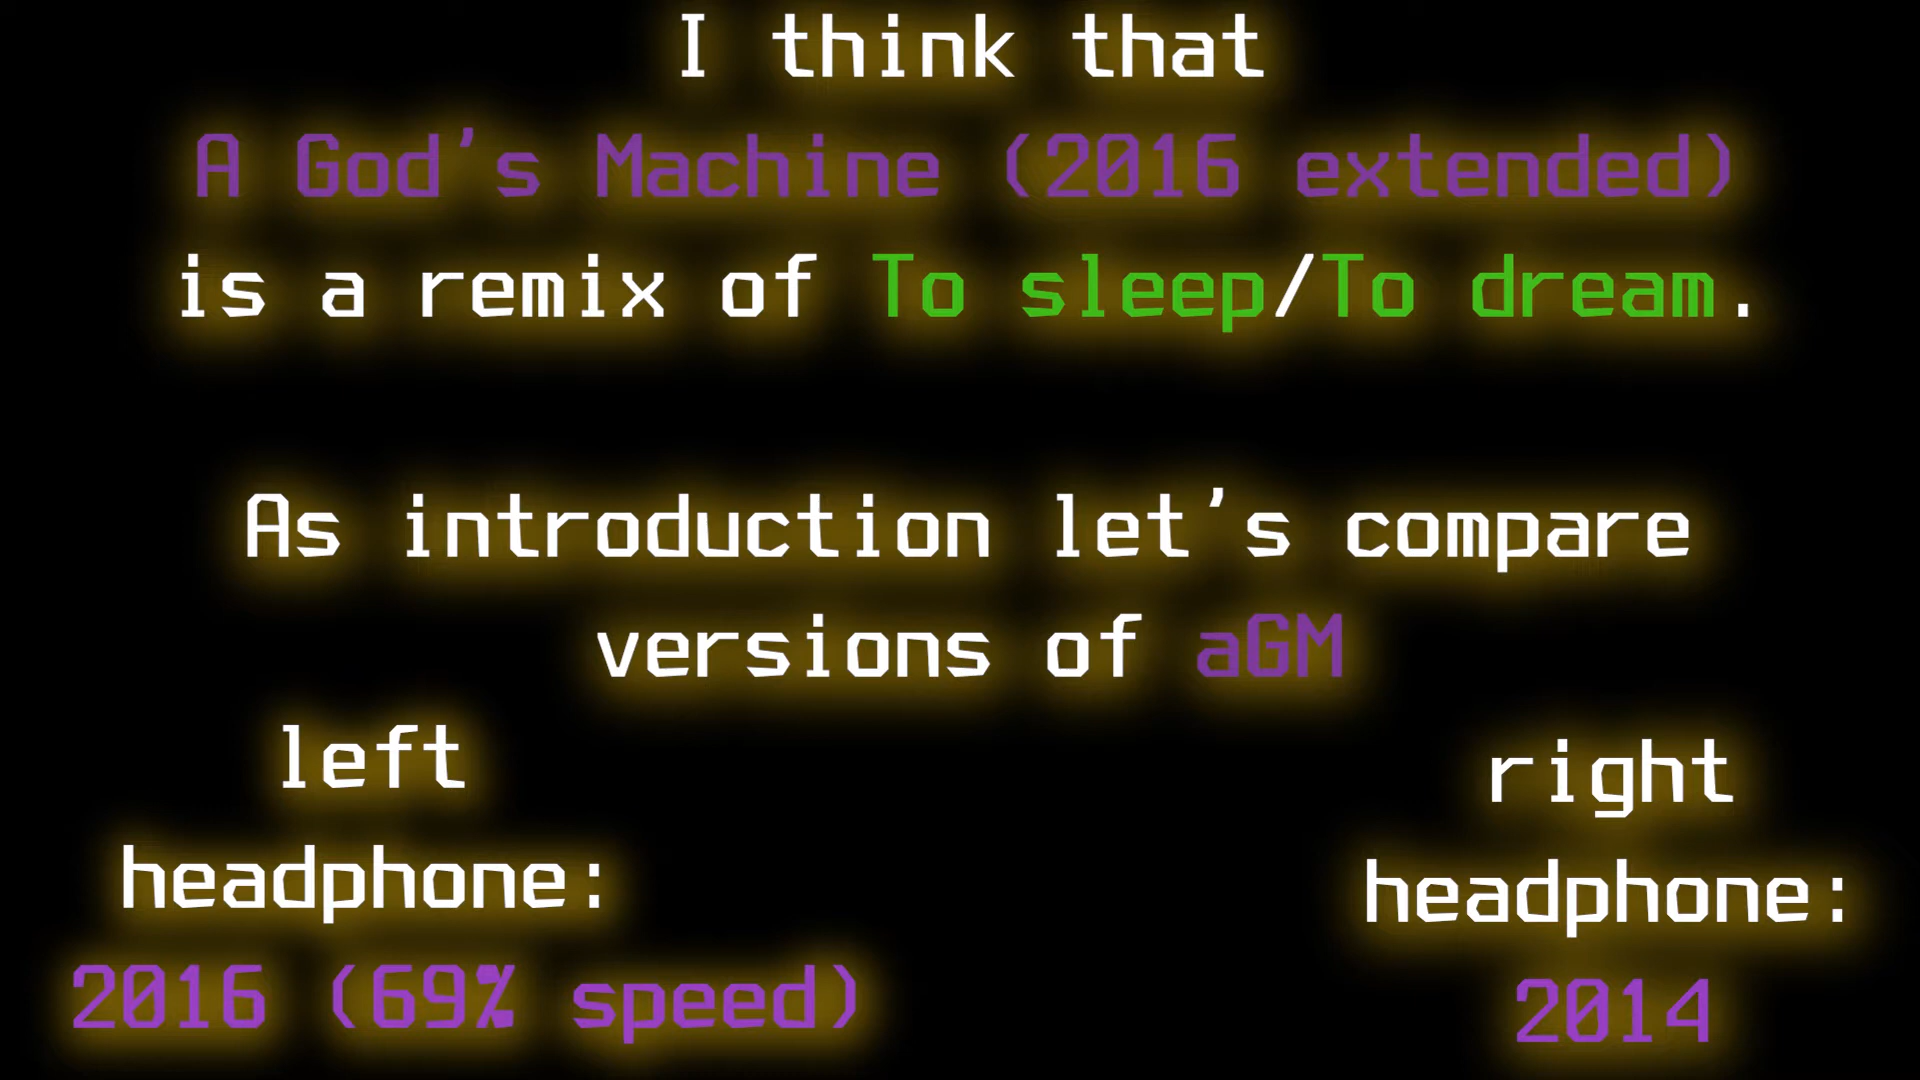 I think that
A God's Machine (2016 extended)
is a remix of To sleep/To dream.
As introduction let's compare
versions of aGM
left
headphone:
2016 (69% speed)
right
headphone:
2014